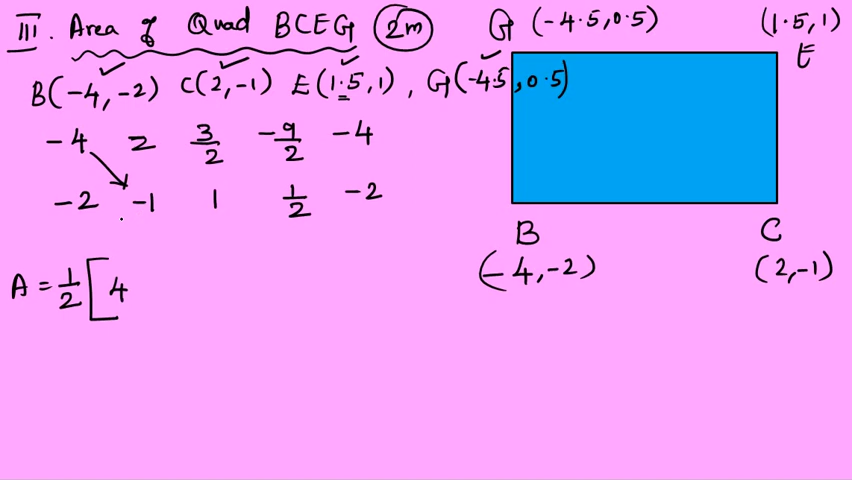 III. Area of Quad BCEG (2m)
G (-4.5, 0.5)
(1.5, 1)
E
B(-4, -2) C(2, -1) E(1.5, 1), G(-4.5, 0.5)
-4 2 3/2 -9/2 -4
-2 -1 1 1/2 -2
B
C
(-4, -2)
(2, -1)
A = 1/2 [ 4